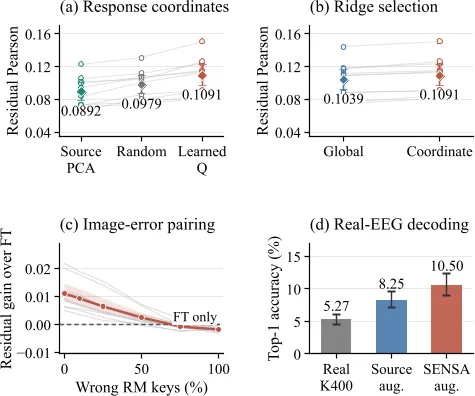 (a) Response coordinates
Residual Pearson
0.16
0.12
0.08
0.04
0.0892
0.0979
0.1091
Source
PCA
Random
Learned
Q
(b) Ridge selection
Residual Pearson
0.16
0.12
0.08
0.04
0.1039
0.1091
Global
Coordinate
(c) Image-error pairing
Residual gain over FT
0.02
0.01
0.00
−0.01
FT only
0
50
100
Wrong RM keys (%)
(d) Real-EEG decoding
Top-1 accuracy (%)
15
10
5
0
5.27
8.25
10.50
Real
K400
Source
aug.
SENSA
aug.